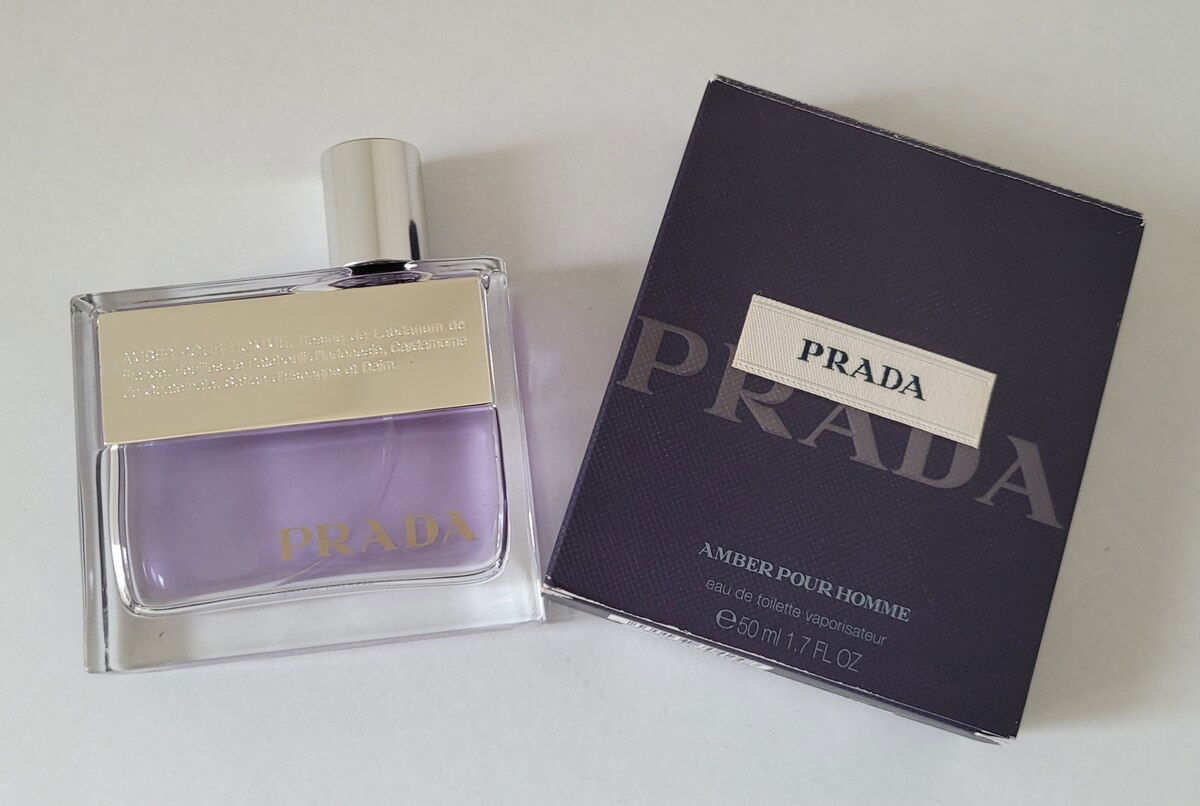 AMBER POUR HOMME, Résine de Labdanum de
France, feuilles de Patchouli d'Indonésie, Cardamome
du Guatemala, Safran d'Espagne et Daim.
PRADA
PRADA
PRADA
AMBER POUR HOMME
eau de toilette vaporisateur
℮50 ml 1.7 FL OZ